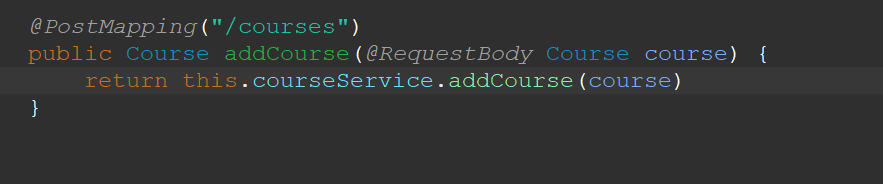 @PostMapping("/courses")
public Course addCourse(@RequestBody Course course) {
    return this.courseService.addCourse(course)
}